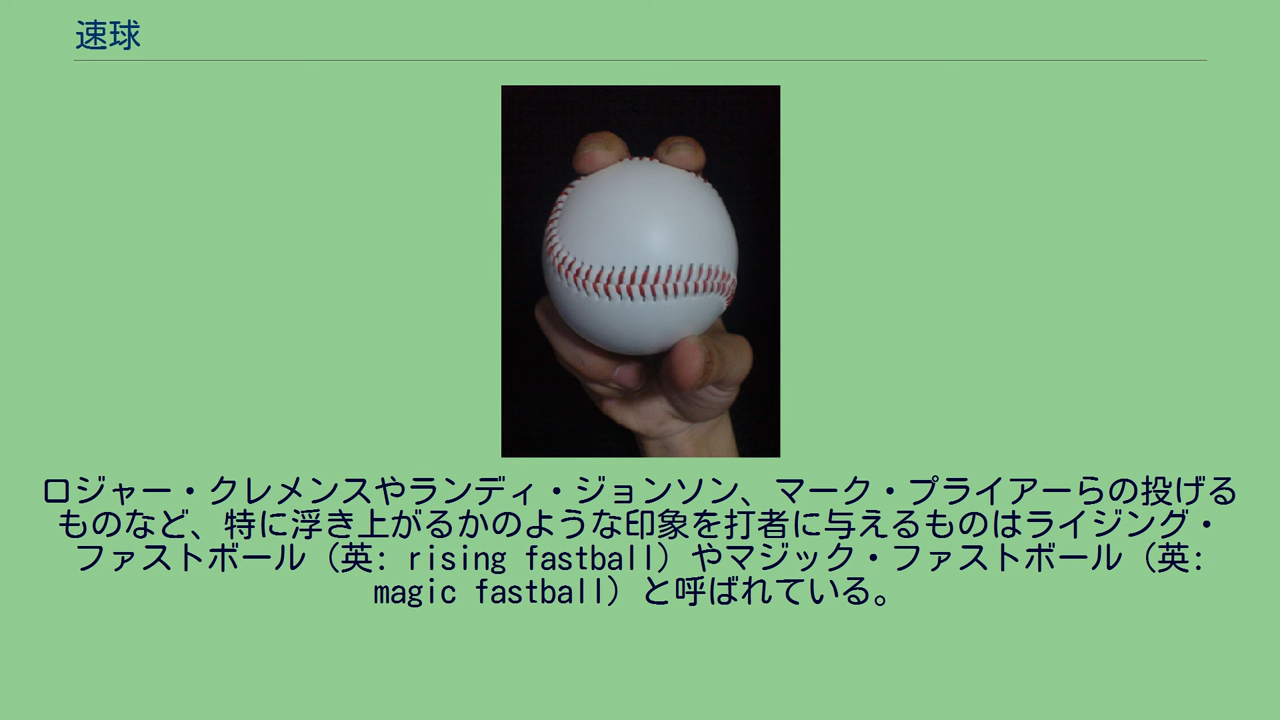 速球
ロジャー・クレメンスやランディ・ジョンソン、マーク・プライアーらの投げる
ものなど、特に浮き上がるかのような印象を打者に与えるものはライジング・
ファストボール（英: rising fastball）やマジック・ファストボール（英:
magic fastball）と呼ばれている。